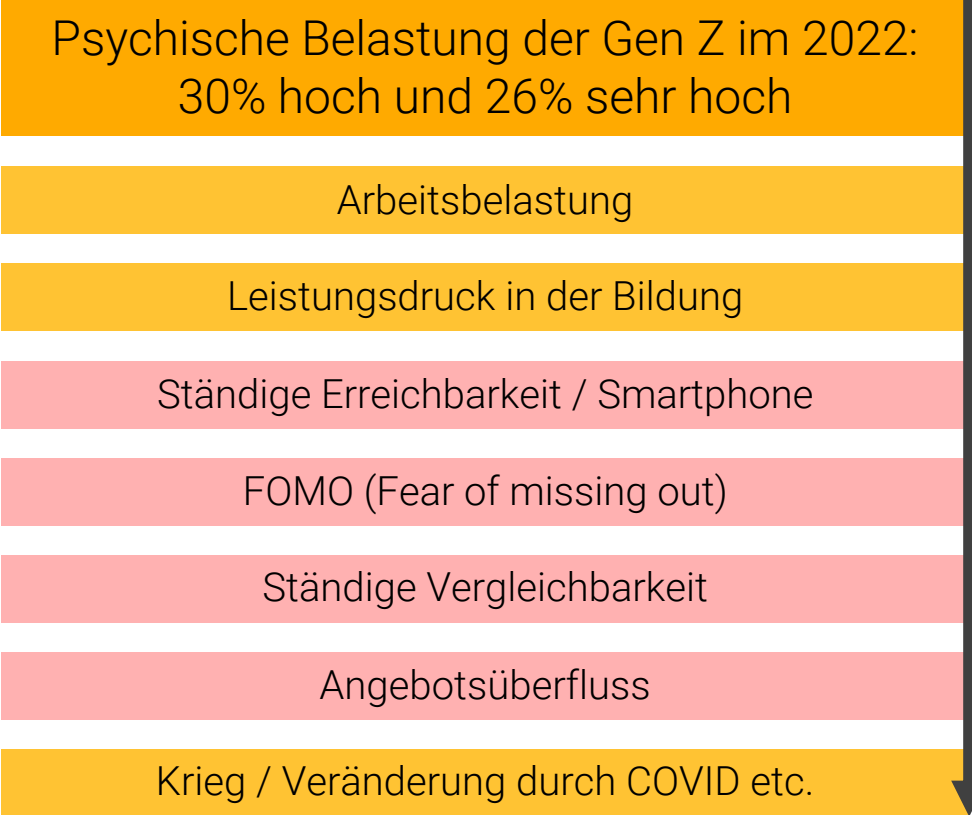 Psychische Belastung der Gen Z im 2022:
30% hoch und 26% sehr hoch
Arbeitsbelastung
Leistungsdruck in der Bildung
Ständige Erreichbarkeit / Smartphone
FOMO (Fear of missing out)
Ständige Vergleichbarkeit
Angebotsüberfluss
Krieg / Veränderung durch COVID etc.